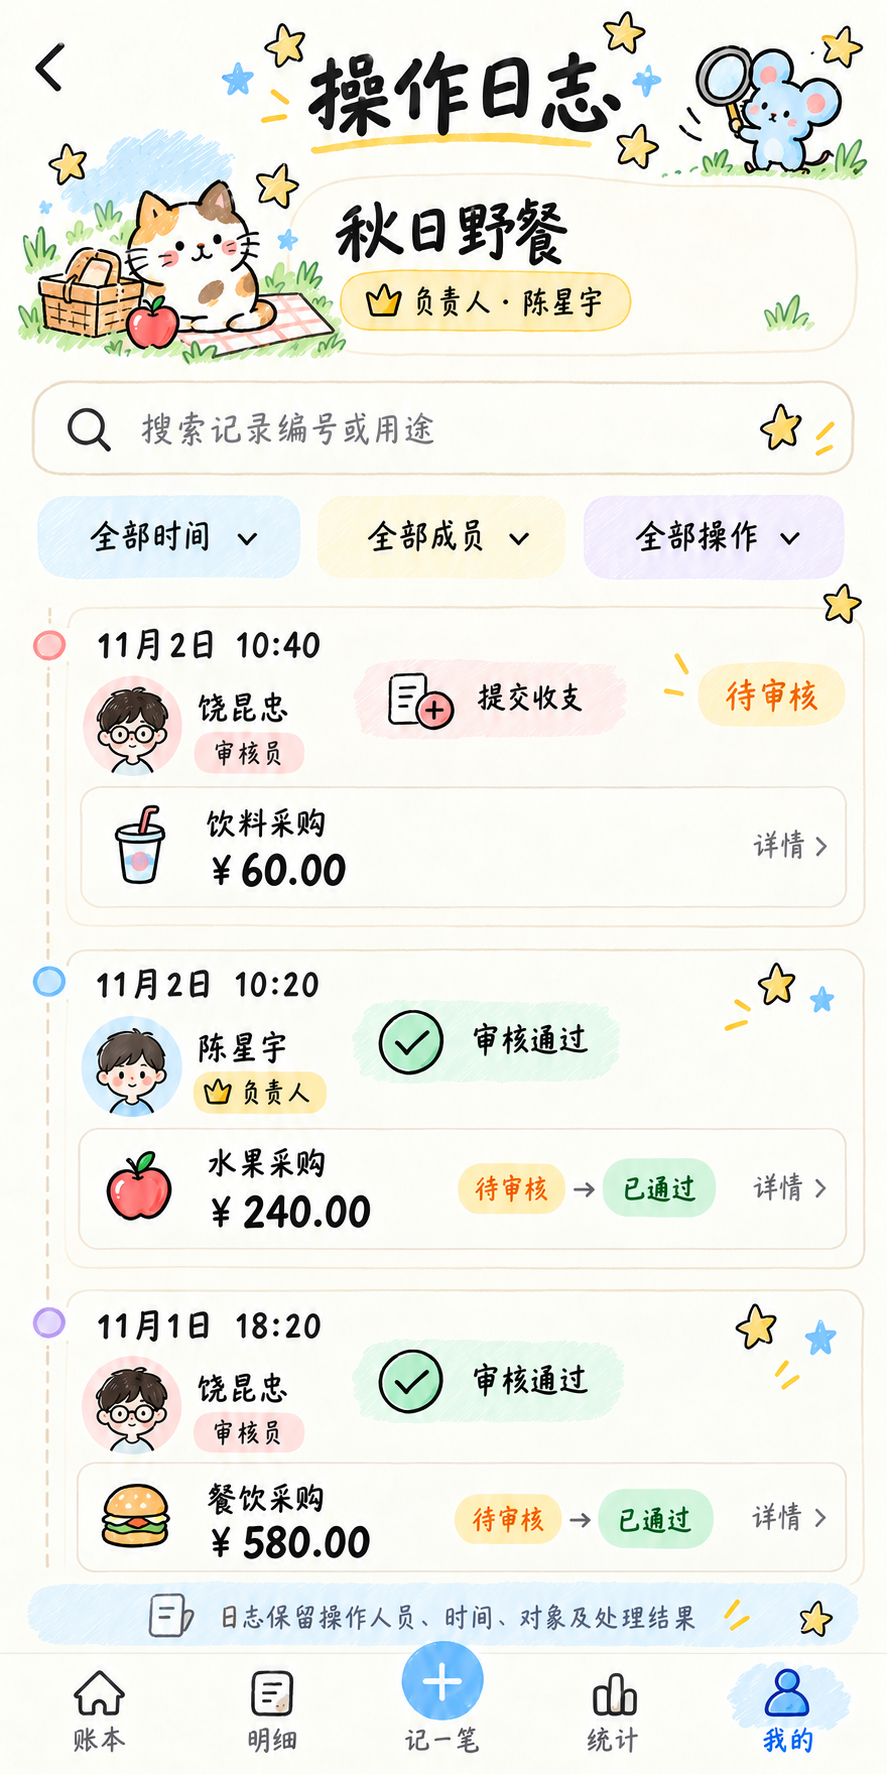 操作日志
秋日野餐
负责人·陈星宇
搜索记录编号或用途
全部时间 全部成员 全部操作
11月2日 10:40
饶昆忠
审核员
提交收支
待审核
饮料采购
¥60.00
详情
11月2日 10:20
陈星宇
负责人
审核通过
水果采购
¥240.00
待审核 → 已通过
详情
11月1日 18:20
饶昆忠
审核员
审核通过
餐饮采购
¥580.00
待审核 → 已通过
详情
日志保留操作人员、时间、对象及处理结果
账本 明细 记一笔 统计 我的